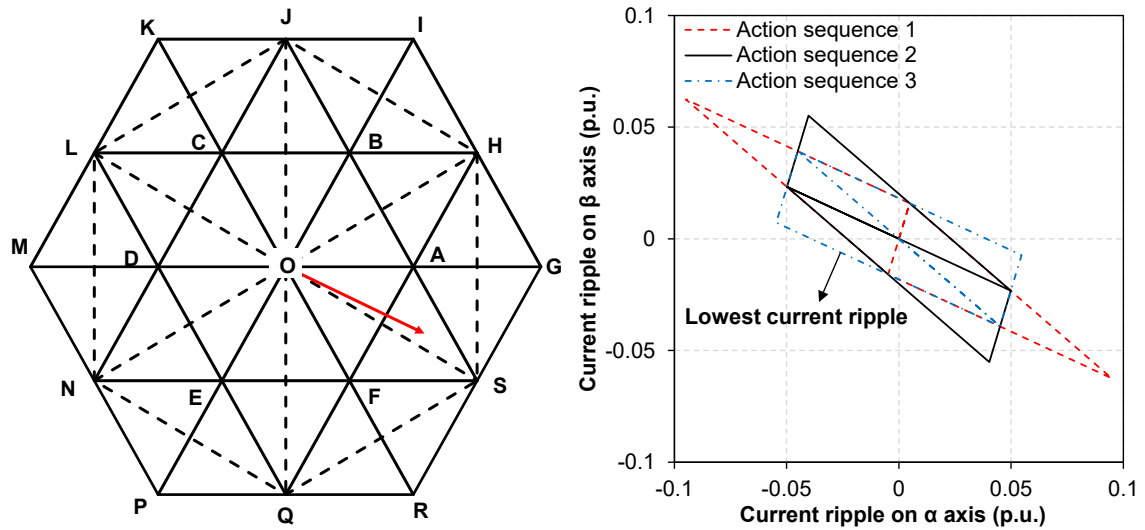 K
J
I
L
C
B
H
M
D
O
A
G
N
E
F
S
P
Q
R
Current ripple on β axis (p.u.)
0.1
0.05
0
-0.05
-0.1
Action sequence 1
Action sequence 2
Action sequence 3
Lowest current ripple
-0.1
-0.05
0
0.05
0.1
Current ripple on α axis (p.u.)